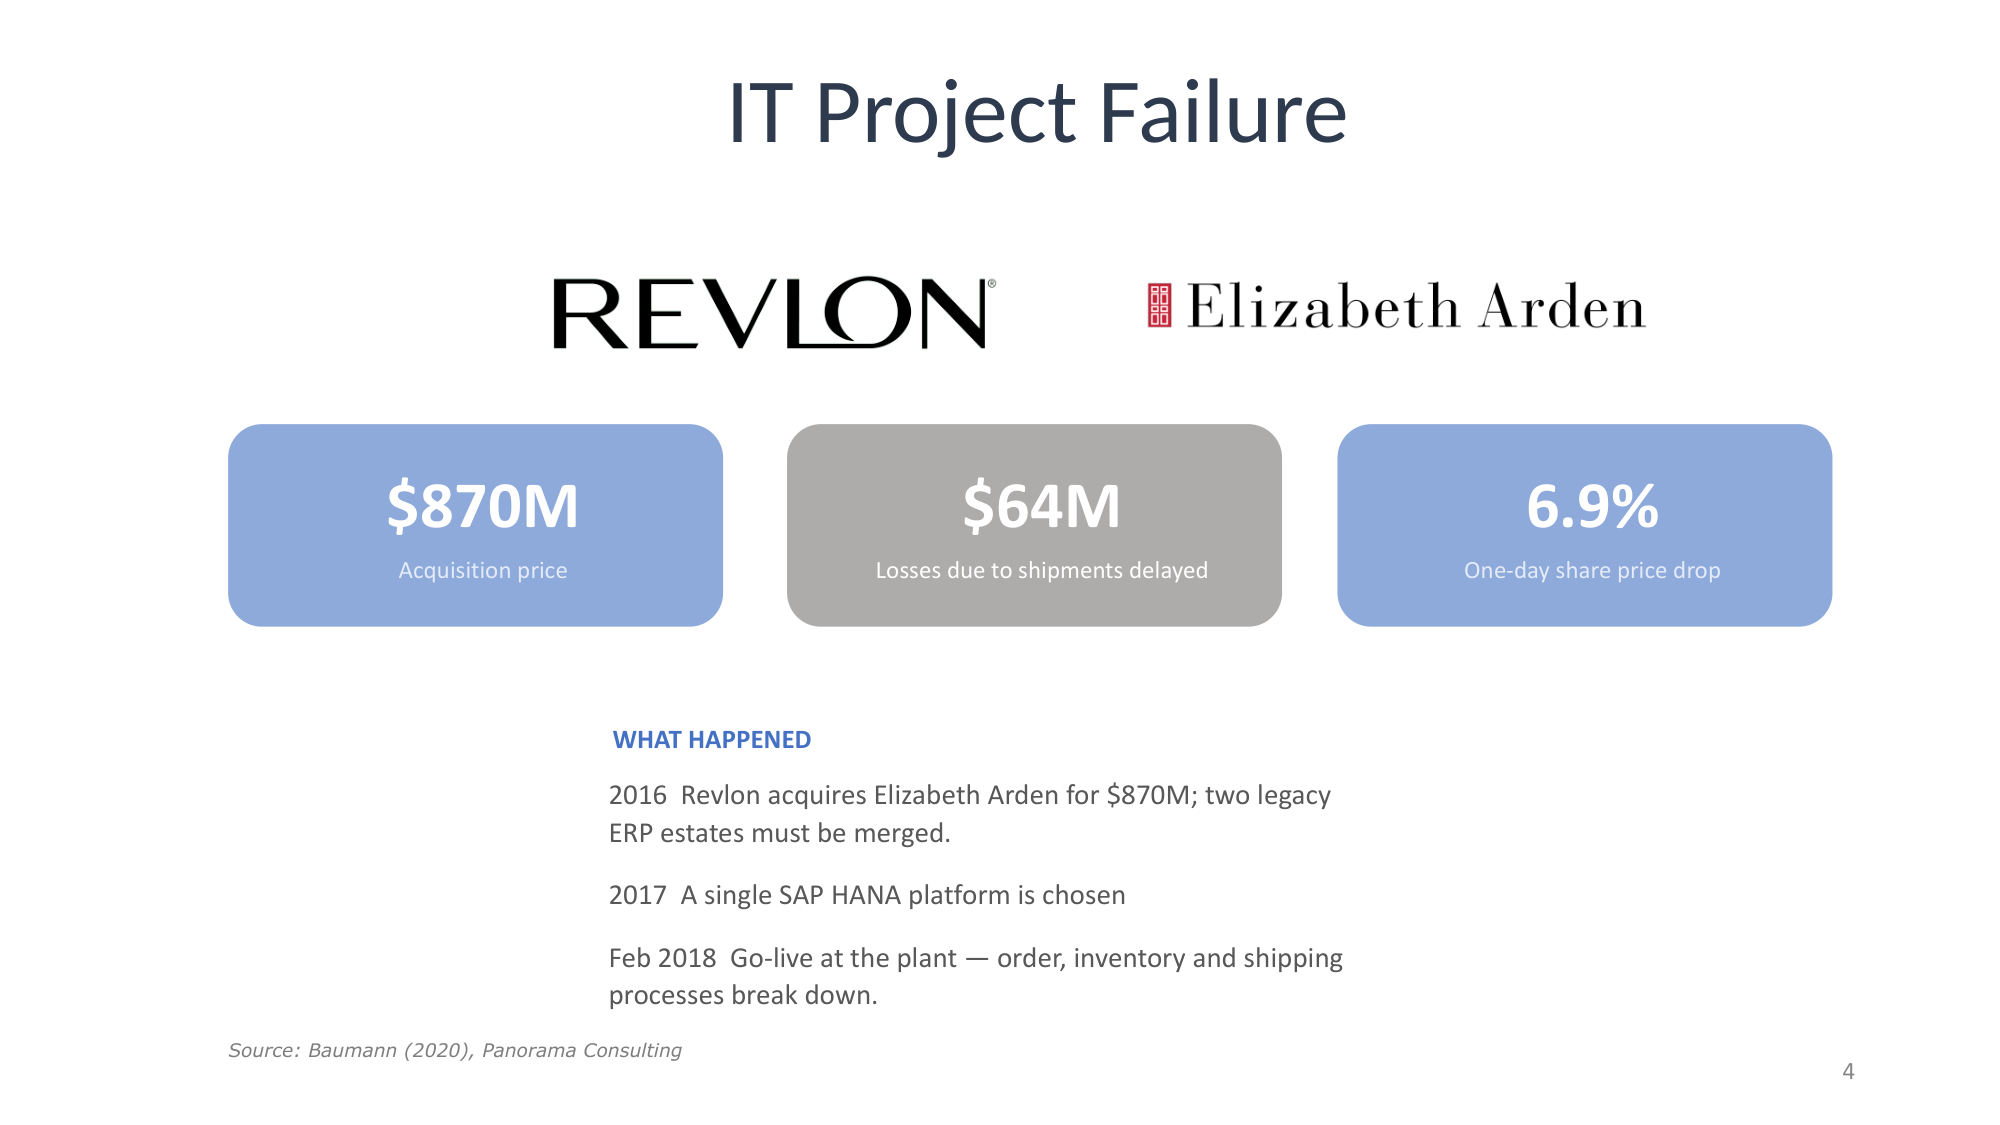 IT Project Failure
REVLON®
Elizabeth Arden
$870M
Acquisition price
$64M
Losses due to shipments delayed
6.9%
One-day share price drop
WHAT HAPPENED
2016  Revlon acquires Elizabeth Arden for $870M; two legacy
ERP estates must be merged.
2017  A single SAP HANA platform is chosen
Feb 2018  Go-live at the plant — order, inventory and shipping
processes break down.
Source: Baumann (2020), Panorama Consulting
4